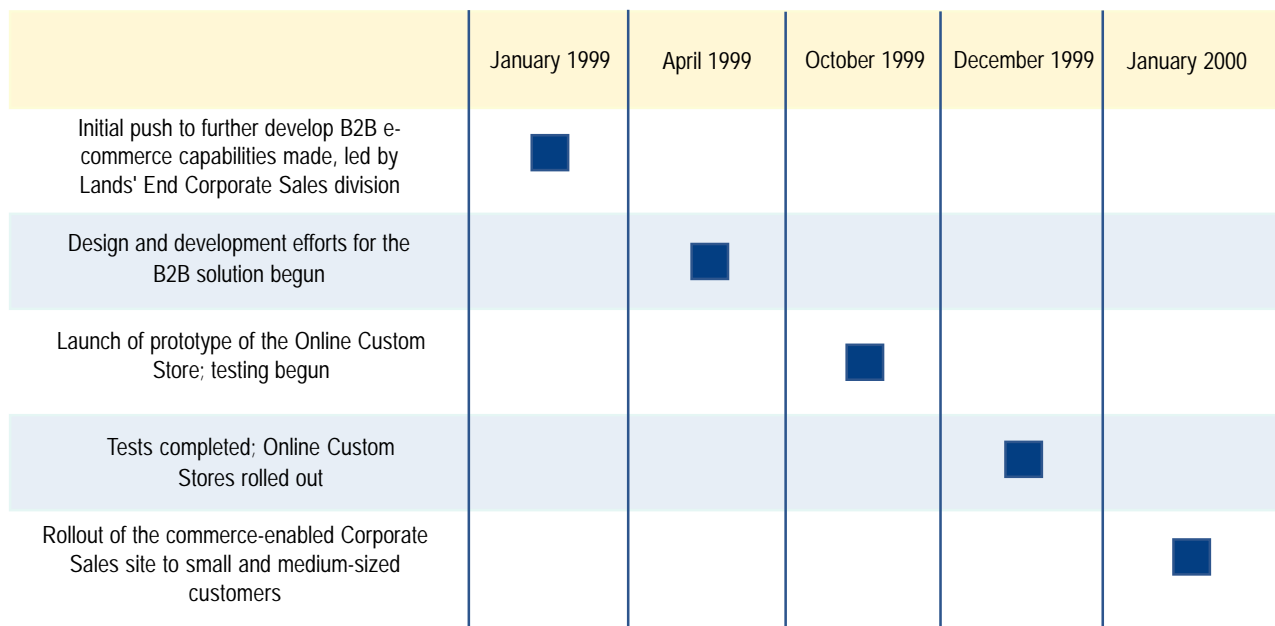 January 1999 April 1999 October 1999 December 1999 January 2000
Initial push to further develop B2B e-
commerce capabilities made, led by
Lands' End Corporate Sales division
Design and development efforts for the
B2B solution begun
Launch of prototype of the Online Custom
Store; testing begun
Tests completed; Online Custom
Stores rolled out
Rollout of the commerce-enabled Corporate
Sales site to small and medium-sized
customers